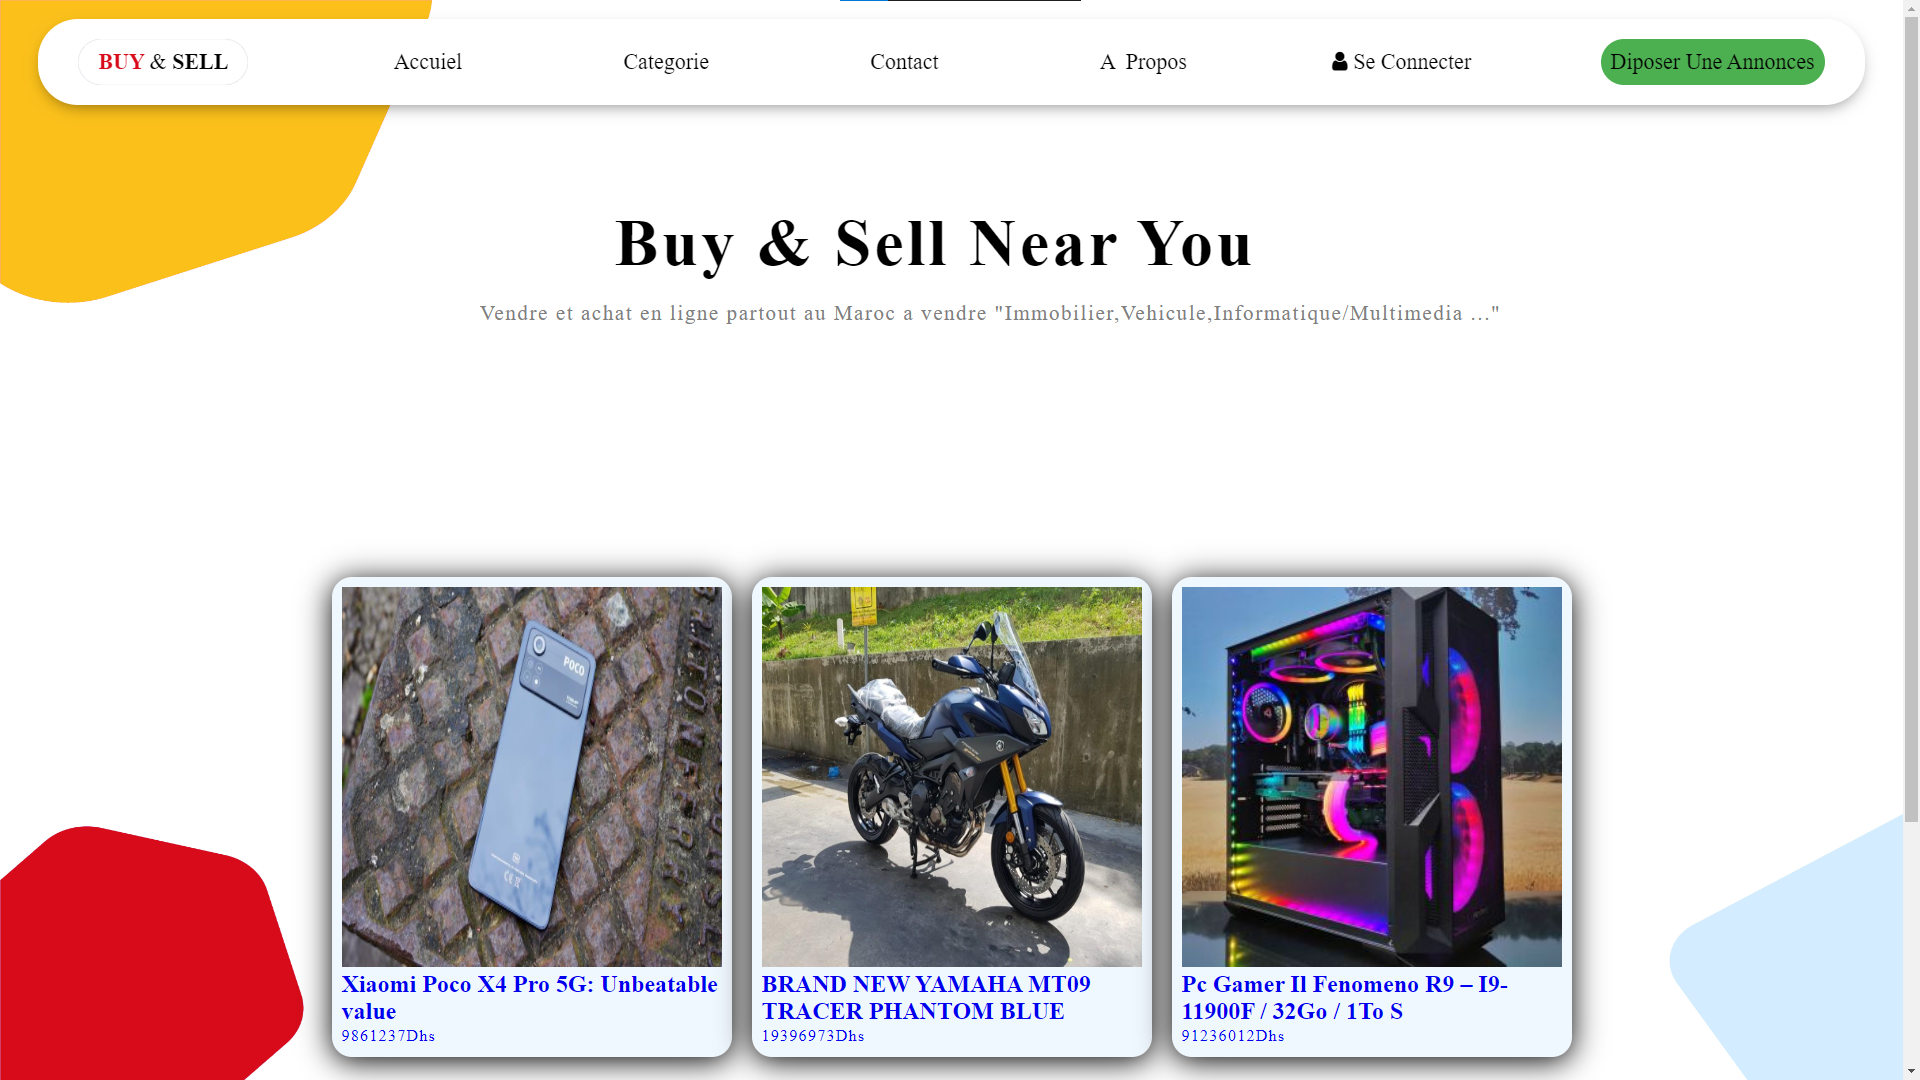 BUY & SELL
Accuiel
Categorie
Contact
A Propos
Se Connecter
Diposer Une Annonces
Buy & Sell Near You
Vendre et achat en ligne partout au Maroc a vendre "Immobilier,Vehicule,Informatique/Multimedia ..."
POCO
Xiaomi Poco X4 Pro 5G: Unbeatable
value
9861237Dhs
BRAND NEW YAMAHA MT09
TRACER PHANTOM BLUE
19396973Dhs
Pc Gamer Il Fenomeno R9 – I9-
11900F / 32Go / 1To S
91236012Dhs